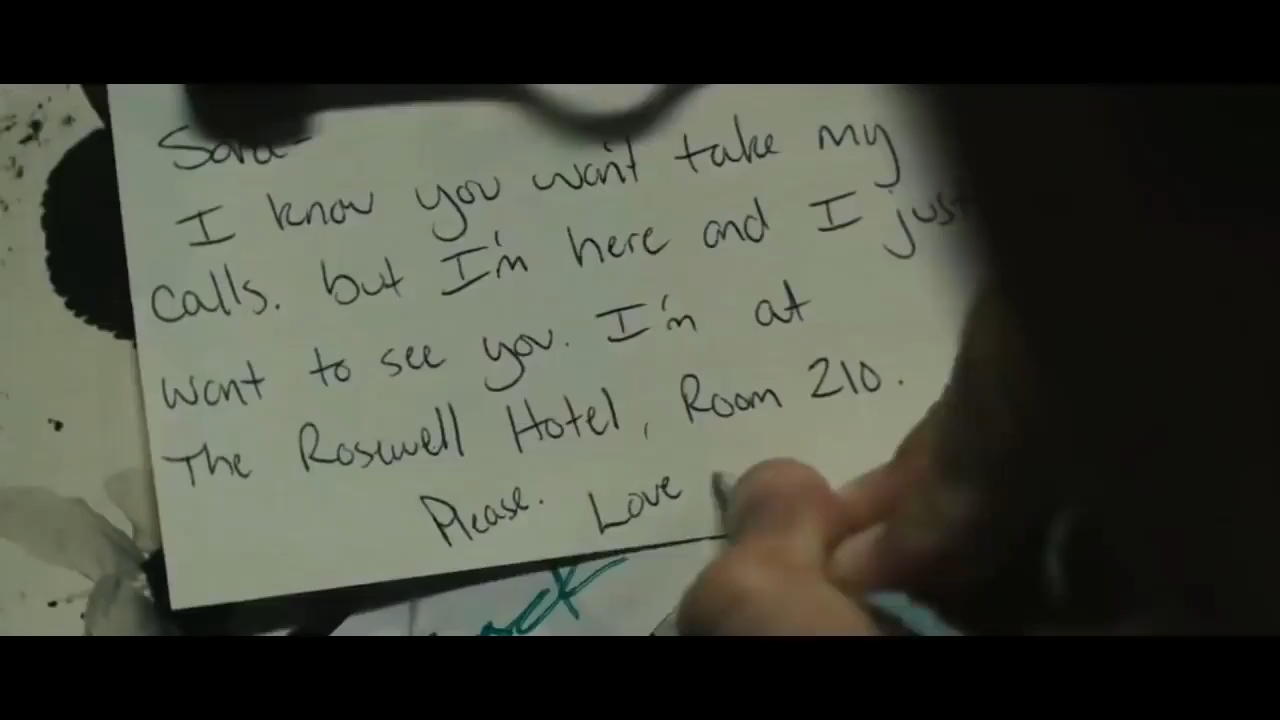 Sara-
I know you won't take my
calls. but I'm here and I just
want to see you. I'm at
The Roswell Hotel, Room 210.
Please. Love